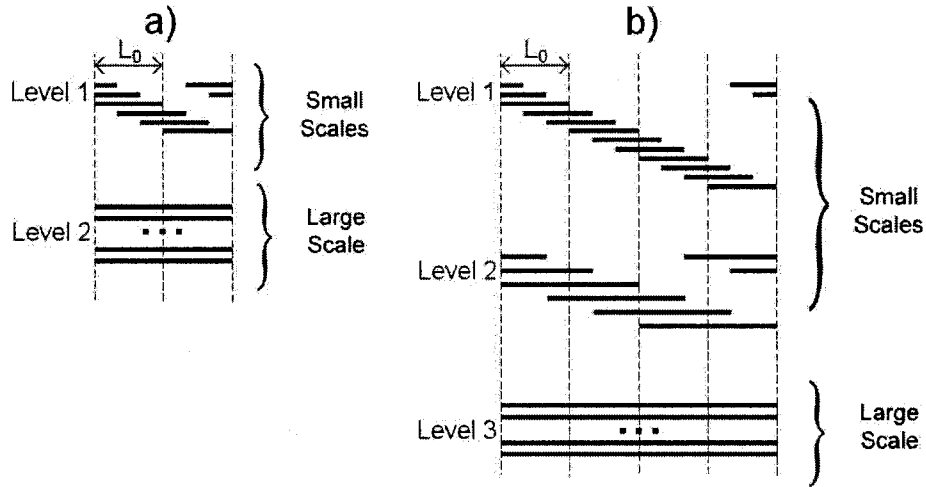 a)
L0
Level 1
Small
Scales
Level 2
Large
Scale
b)
L0
Level 1
Small
Scales
Level 2
Level 3
Large
Scale